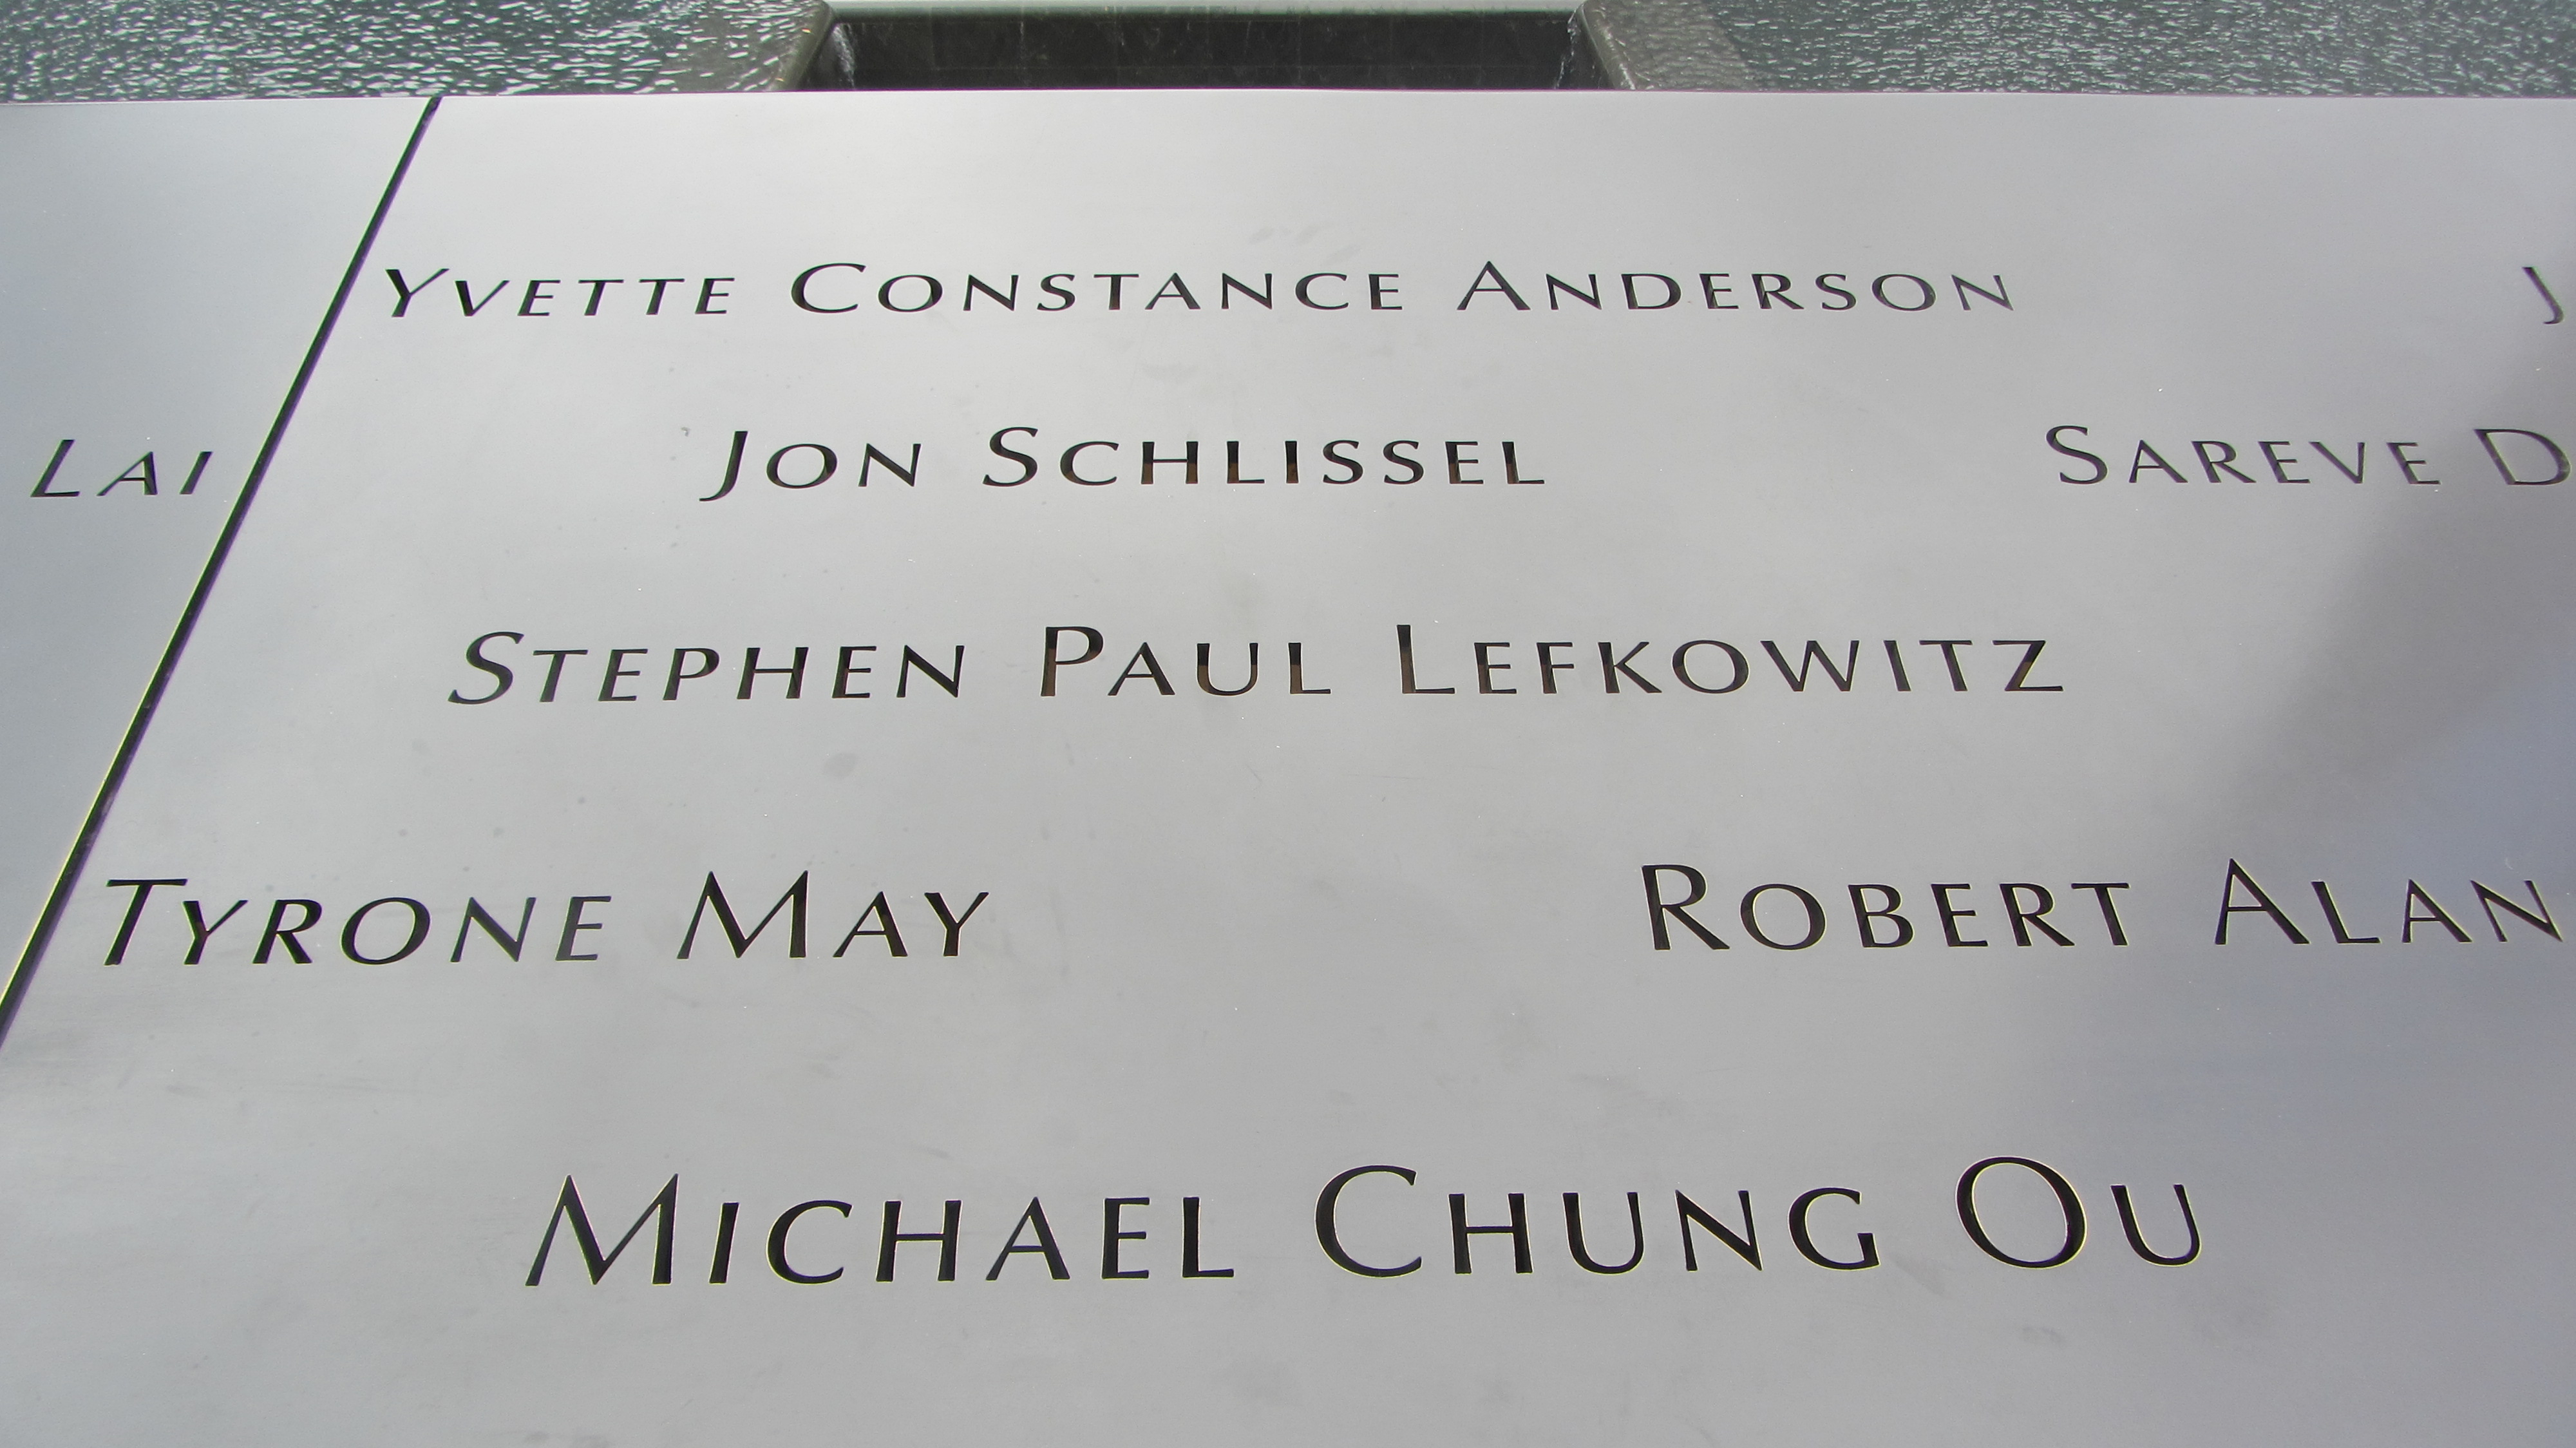 YVETTE CONSTANCE ANDERSON J
LAI JON SCHLISSEL SAREVE D
STEPHEN PAUL LEFKOWITZ
TYRONE MAY ROBERT ALAN
MICHAEL CHUNG OU